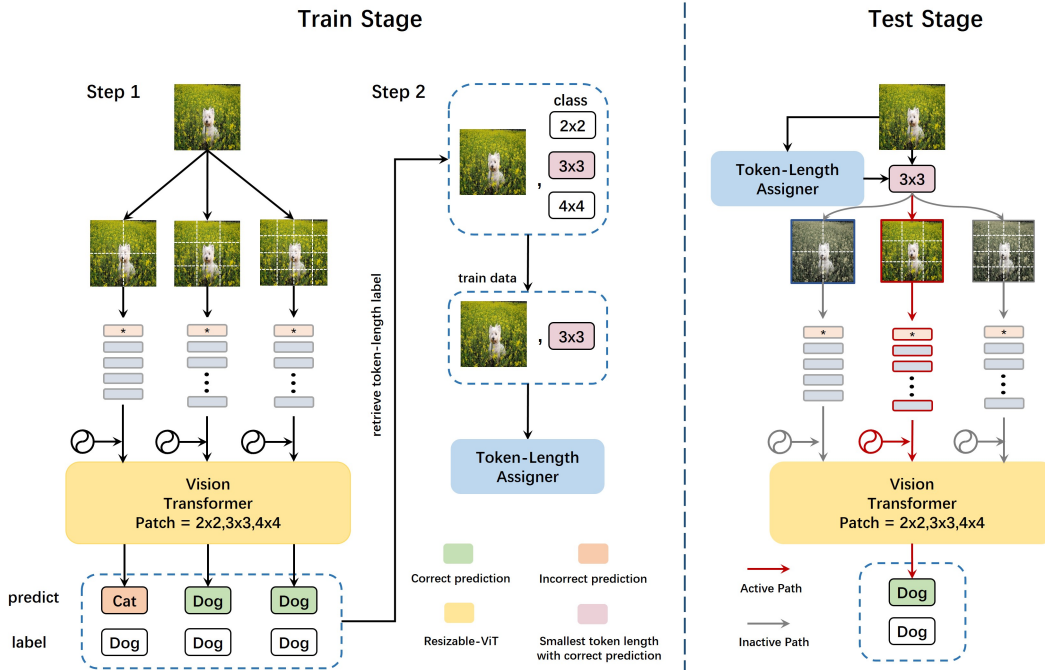 Train Stage
Step 1
*
*
*
Vision
Transformer
Patch = 2x2,3x3,4x4
predict
Cat
Dog
Dog
label
Dog
Dog
Dog
retrieve token-length label
Step 2
class
2x2
,
3x3
4x4
train data
,
3x3
Token-Length
Assigner
Correct prediction
Incorrect prediction
Resizable-ViT
Smallest token length
with correct prediction
Test Stage
Token-Length
Assigner
3x3
*
*
*
Vision
Transformer
Patch = 2x2,3x3,4x4
Active Path
Inactive Path
Dog
Dog